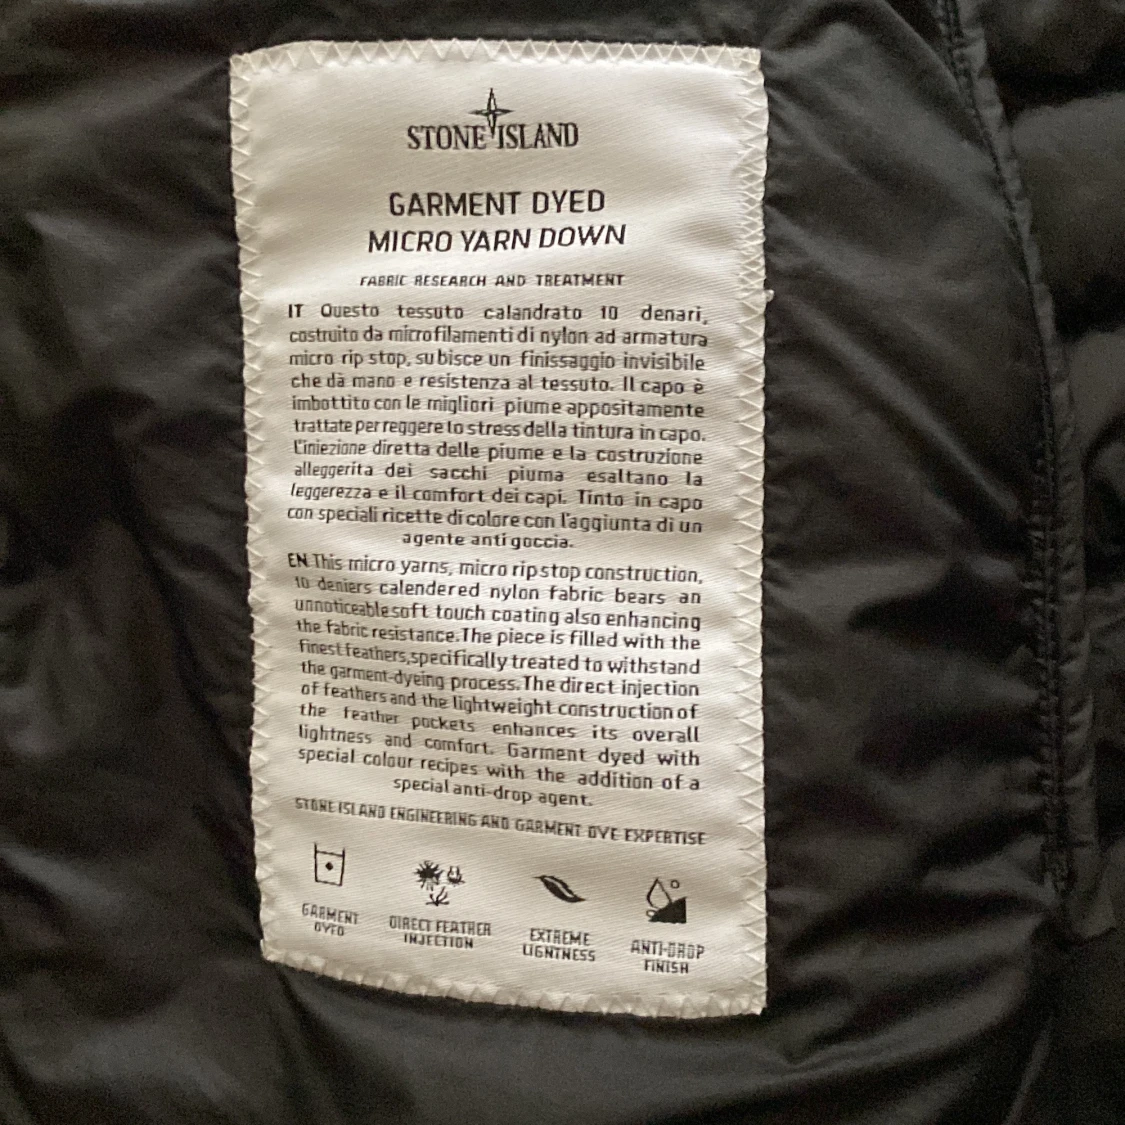 STONE ISLAND
GARMENT DYED
MICRO YARN DOWN
FABRIC RESEARCH AND TREATMENT
IT Questo tessuto calandrato 10 denari,
costruito da microfilamenti di nylon ad armatura
micro rip stop, subisce un finissaggio invisibile
che dà mano e resistenza al tessuto. Il capo è
imbottito con le migliori piume appositamente
trattate per reggere lo stress della tintura in capo.
L'iniezione diretta delle piume e la costruzione
alleggerita dei sacchi piuma esaltano la
leggerezza e il comfort dei capi. Tinto in capo
con speciali ricette di colore con l'aggiunta di un
agente anti goccia.
EN This micro yarns, micro rip stop construction,
10 deniers calendered nylon fabric bears an
unnoticeable soft touch coating also enhancing
the fabric resistance. The piece is filled with the
finest feathers, specifically treated to withstand
the garment-dyeing process. The direct injection
of feathers and the lightweight construction of
the feather pockets enhances its overall
lightness and comfort. Garment dyed with
special colour recipes with the addition of a
special anti-drop agent.
STONE ISLAND ENGINEERING AND GARMENT DYE EXPERTISE
GARMENT DYED
DIRECT FEATHER INJECTION
EXTREME LIGHTNESS
ANTI-DROP FINISH